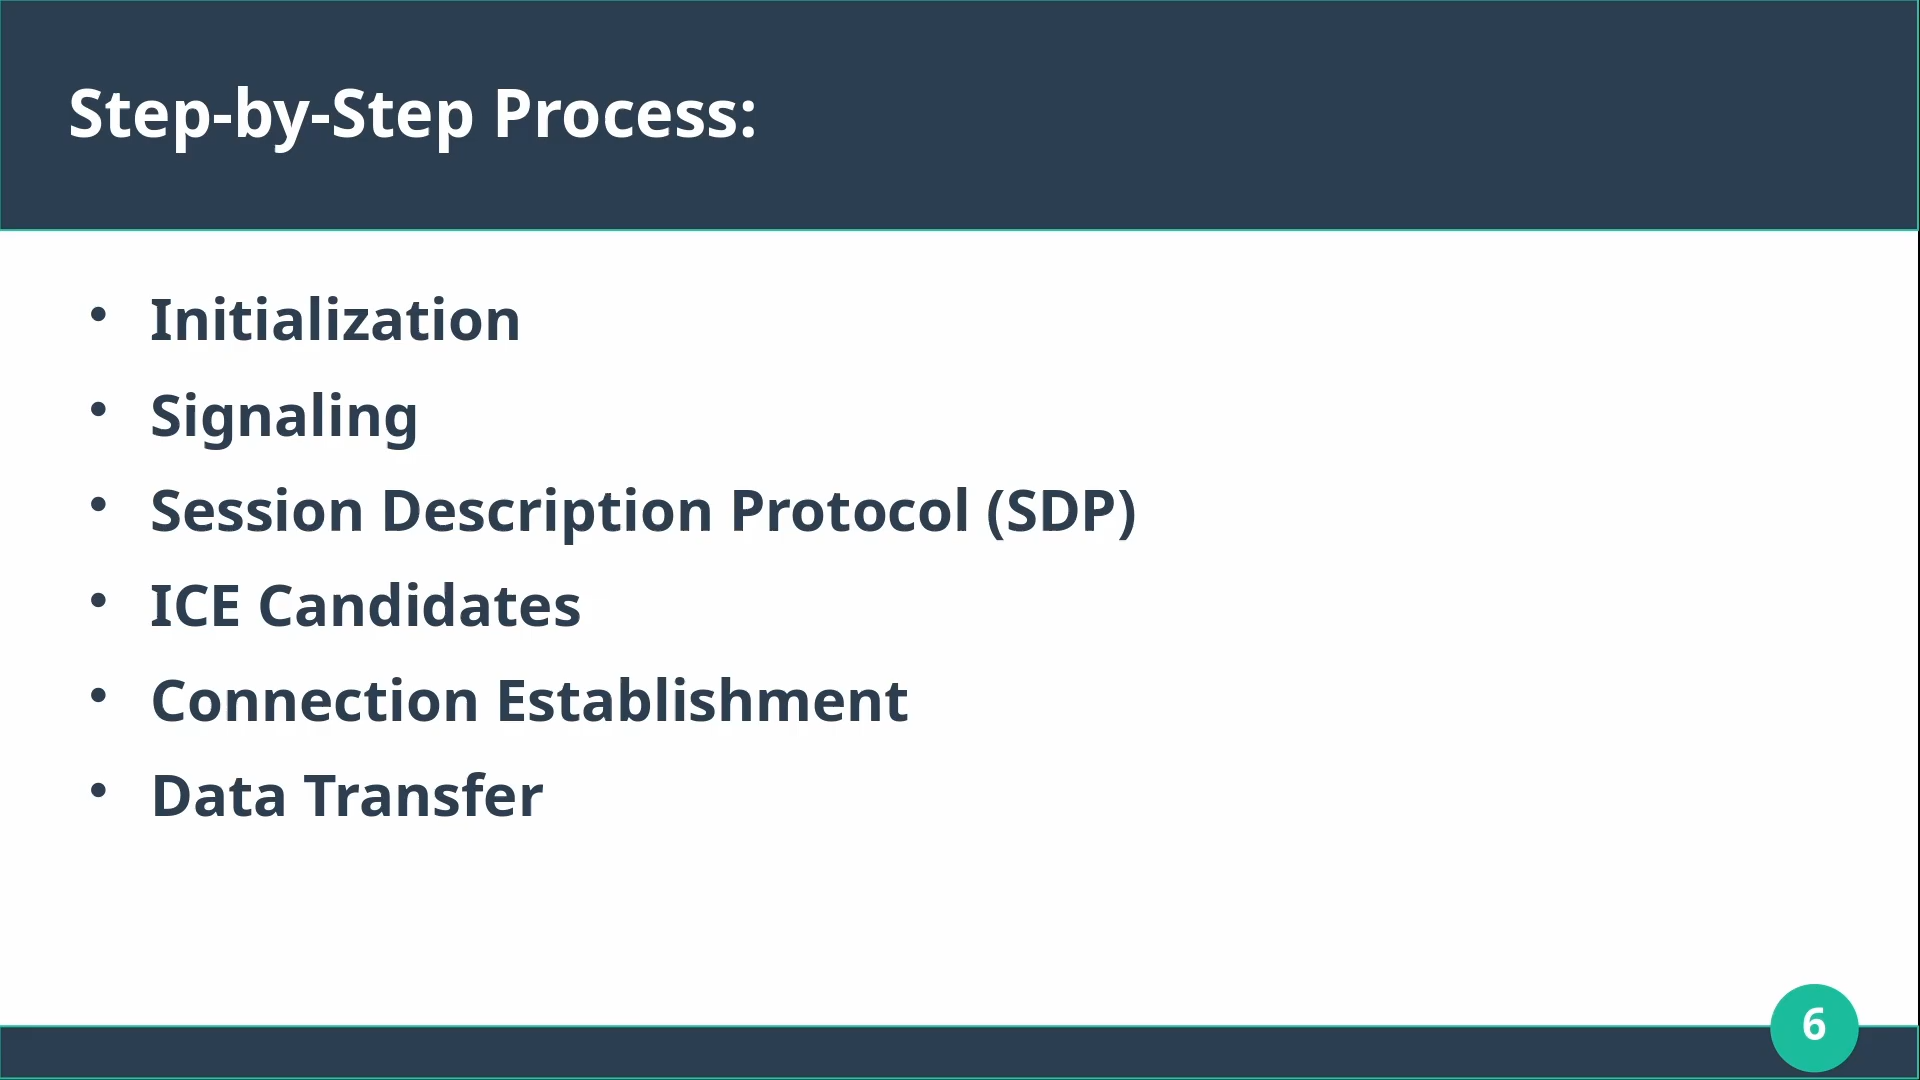 Step-by-Step Process:
• Initialization
• Signaling
• Session Description Protocol (SDP)
• ICE Candidates
• Connection Establishment
• Data Transfer
6